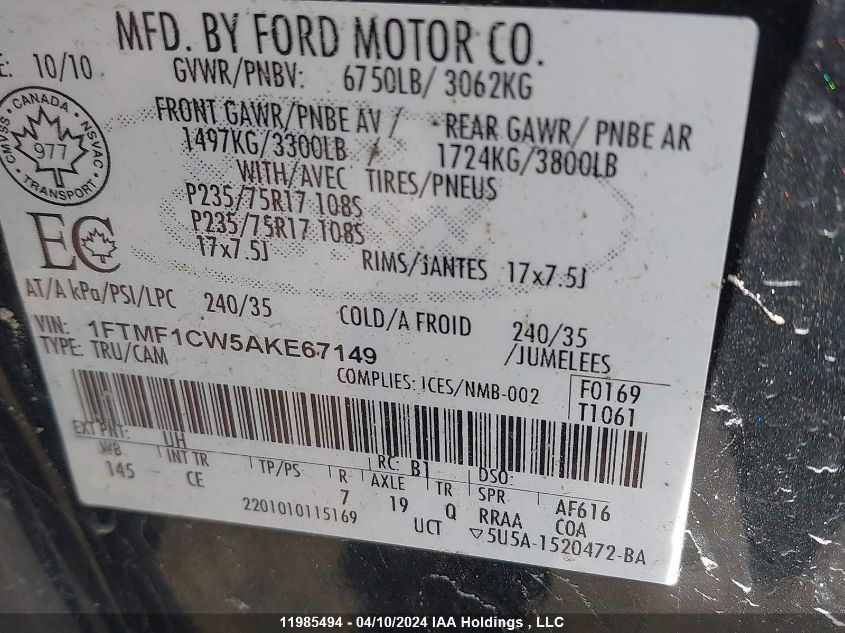 MFD. BY FORD MOTOR CO.
E: 10/10 GVWR/PNBV: 6750LB/ 3062KG
FRONT GAWR/PNBE AV / REAR GAWR/ PNBE AR
1497KG/3300LB / 1724KG/3800LB
WITH/AVEC TIRES/PNEUS
P235/75R17 108S
P235/75R17 108S
17x7.5J RIMS/JANTES 17x7.5J
CANADA
CMVSS NSVAC
977
TRANSPORT
EC
AT/A kPa/PSI/LPC 240/35 COLD/A FROID 240/35
/JUMELEES
VIN: 1FTMF1CW5AKE67149
TYPE: TRU/CAM
COMPLIES: ICES/NMB-002 F0169
T1061
EXT PNT: UH RC: B1 DSO:
WB INT TR TP/PS R AXLE TR SPR AF616
145 CE 7 19 Q RRAA COA
2201010115169 UCT ▽5U5A-1520472-BA
11985494 - 04/10/2024 IAA Holdings , LLC